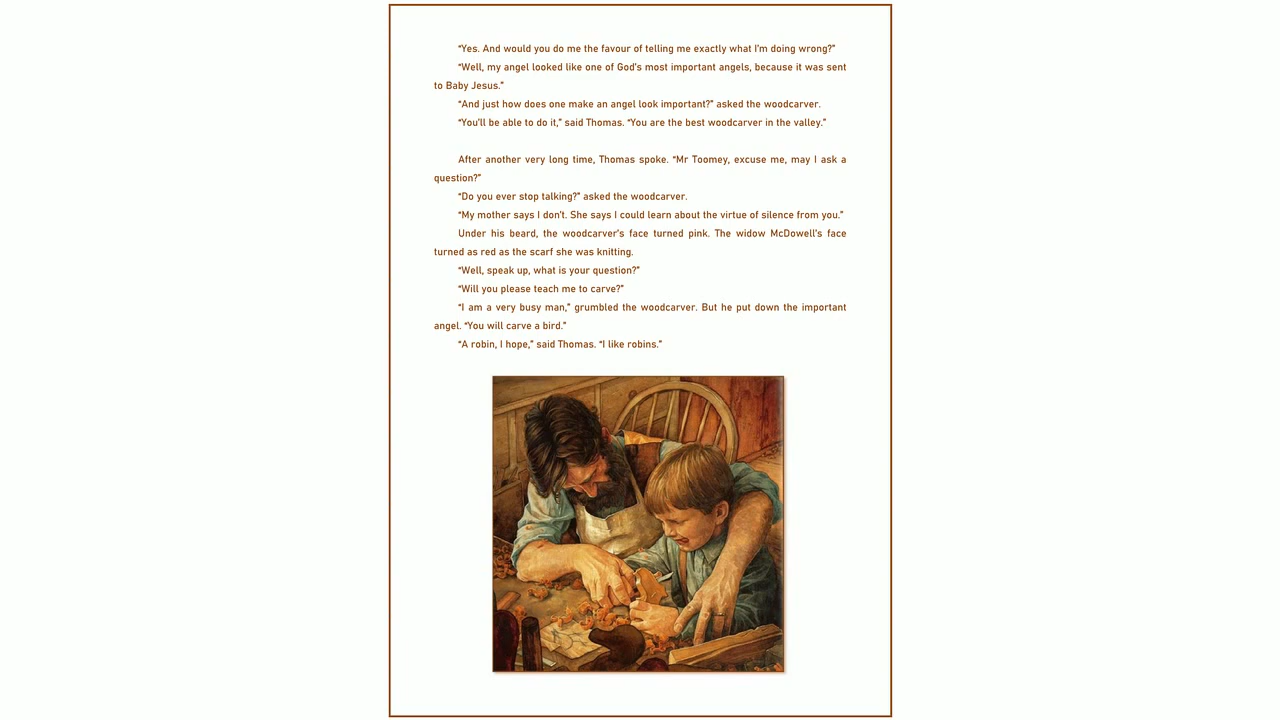 “Yes. And would you do me the favour of telling me exactly what I’m doing wrong?”
“Well, my angel looked like one of God’s most important angels, because it was sent
to Baby Jesus.”
“And just how does one make an angel look important?” asked the woodcarver.
“You’ll be able to do it,” said Thomas. “You are the best woodcarver in the valley.”
After another very long time, Thomas spoke. “Mr Toomey, excuse me, may I ask a
question?”
“Do you ever stop talking?” asked the woodcarver.
“My mother says I don’t. She says I could learn about the virtue of silence from you.”
Under his beard, the woodcarver’s face turned pink. The widow McDowell’s face
turned as red as the scarf she was knitting.
“Well, speak up, what is your question?”
“Will you please teach me to carve?”
“I am a very busy man,” grumbled the woodcarver. But he put down the important
angel. “You will carve a bird.”
“A robin, I hope,” said Thomas. “I like robins.”